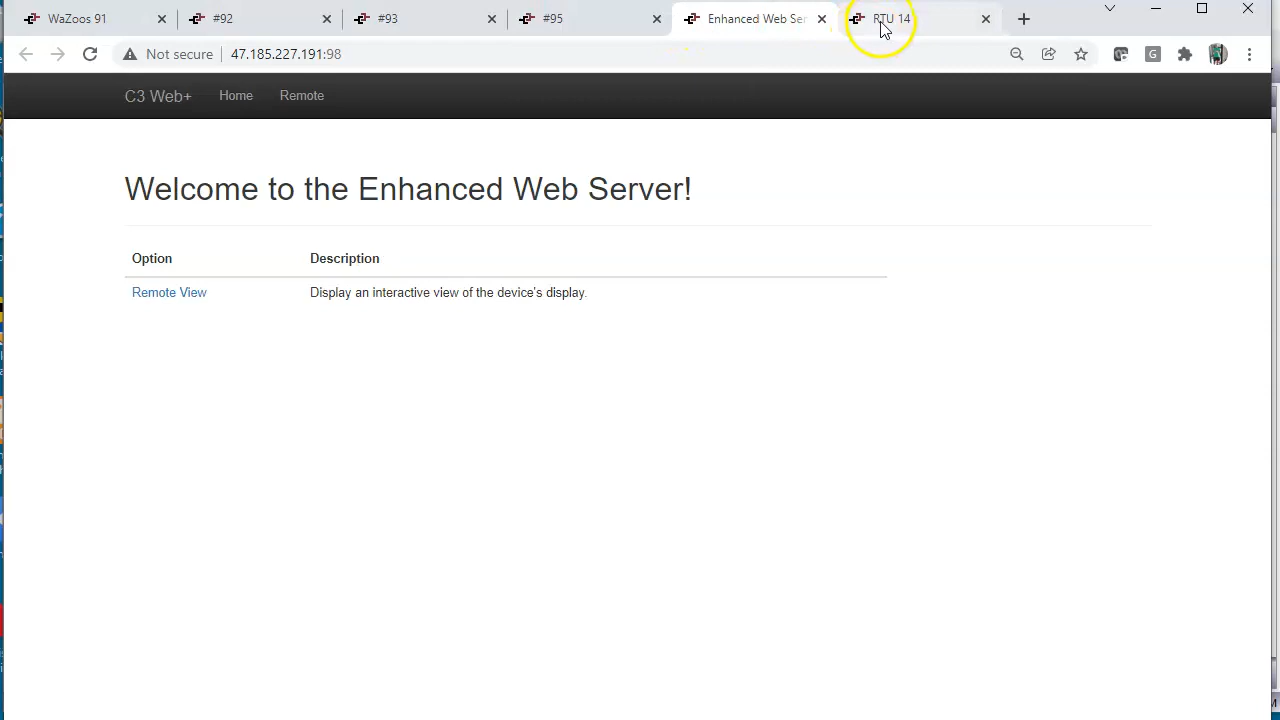 WaZoos 91
#92
#93
#95
Enhanced Web Ser
RTU 14
Not secure
47.185.227.191:98
G
C3 Web+
Home
Remote
Welcome to the Enhanced Web Server!
Option
Description
Remote View
Display an interactive view of the device's display.